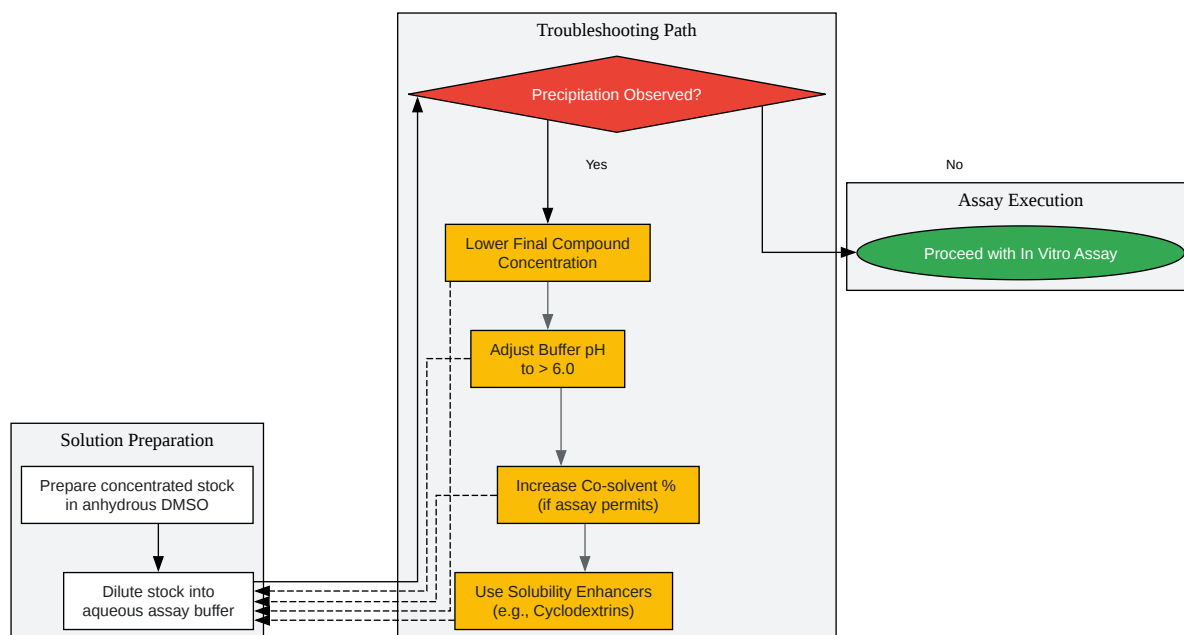 Troubleshooting Path
Precipitation Observed?
Yes
No
Lower Final Compound
Concentration
Adjust Buffer pH
to > 6.0
Increase Co-solvent %
(if assay permits)
Use Solubility Enhancers
(e.g., Cyclodextrins)
Assay Execution
Proceed with In Vitro Assay
Solution Preparation
Prepare concentrated stock
in anhydrous DMSO
Dilute stock into
aqueous assay buffer